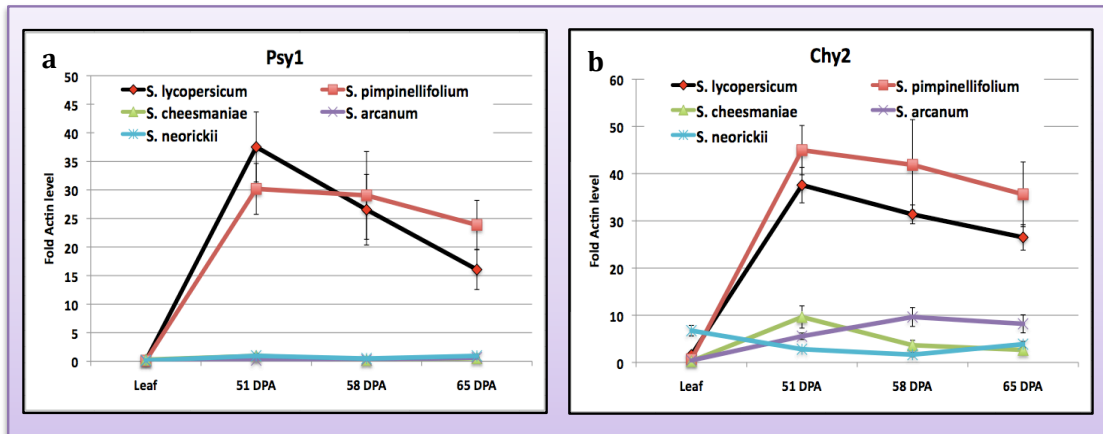 a
Psy1
S. lycopersicum
S. pimpinellifolium
S. cheesmaniae
S. arcanum
S. neorickii
Fold Actin level
50
45
40
35
30
25
20
15
10
5
0
Leaf
51 DPA
58 DPA
65 DPA
b
Chy2
S. lycopersicum
S. pimpinellifolium
S. cheesmaniae
S. arcanum
S. neorickii
Fold Actin level
60
50
40
30
20
10
0
Leaf
51 DPA
58 DPA
65 DPA